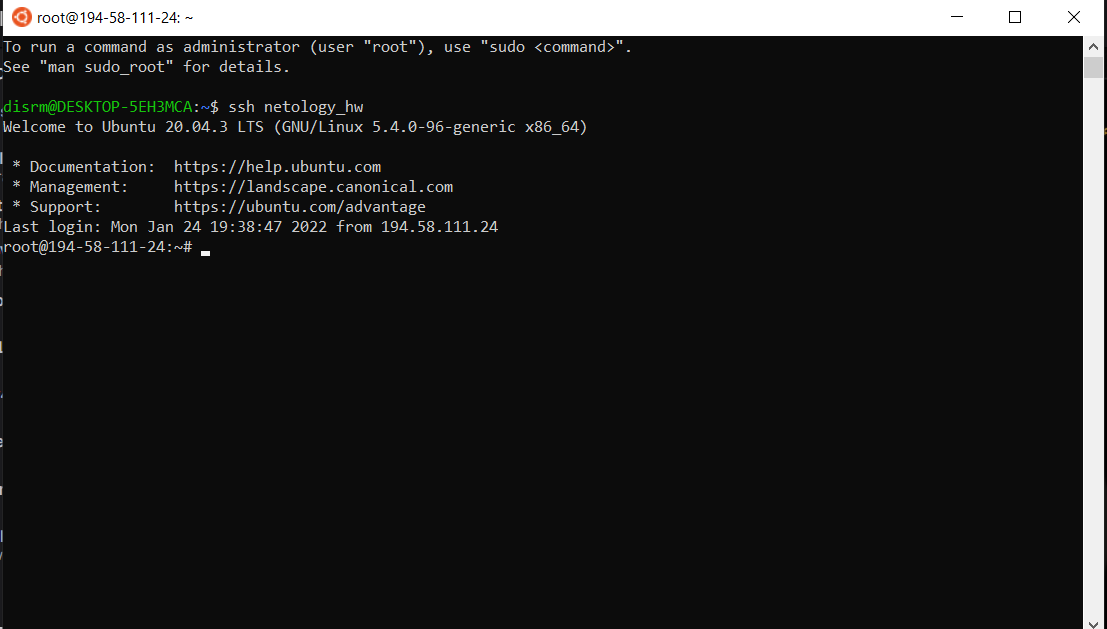 root@194-58-111-24: ~
To run a command as administrator (user "root"), use "sudo <command>".
See "man sudo_root" for details.
disrm@DESKTOP-5EH3MCA:~$ ssh netology_hw
Welcome to Ubuntu 20.04.3 LTS (GNU/Linux 5.4.0-96-generic x86_64)
* Documentation:  https://help.ubuntu.com
* Management:     https://landscape.canonical.com
* Support:        https://ubuntu.com/advantage
Last login: Mon Jan 24 19:38:47 2022 from 194.58.111.24
root@194-58-111-24:~#